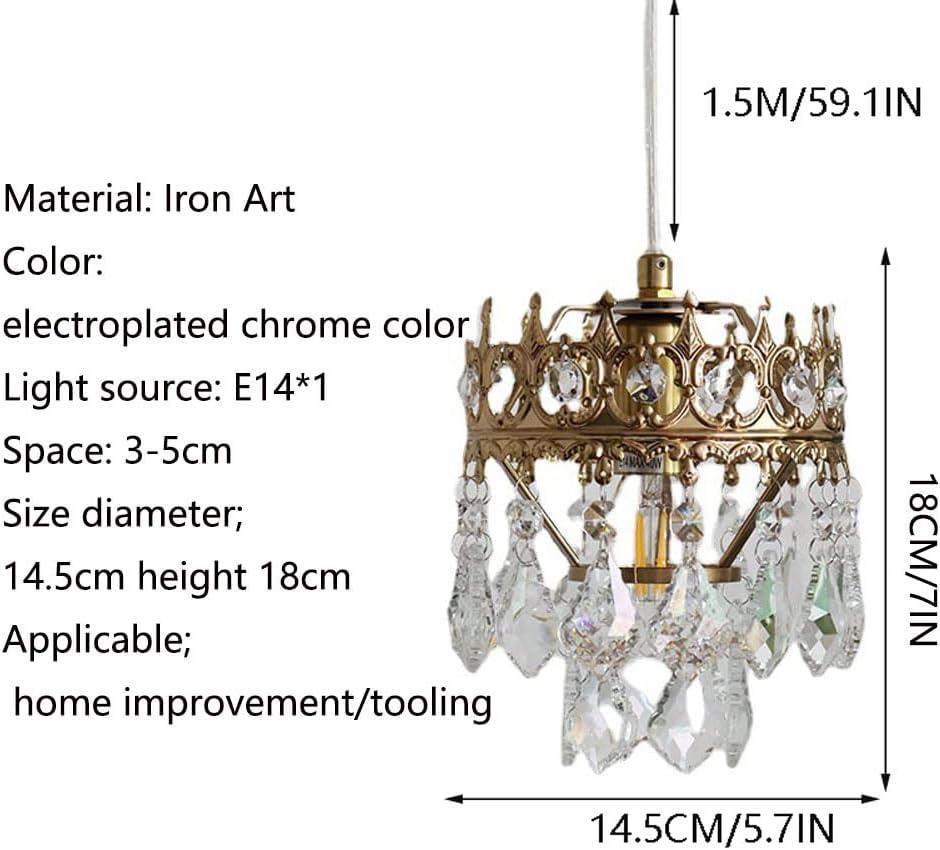 1.5M/59.1IN
Material: Iron Art
Color:
electroplated chrome color
Light source: E14*1
Space: 3-5cm
Size diameter;
14.5cm height 18cm
Applicable;
home improvement/tooling
18CM/7IN
14.5CM/5.7IN